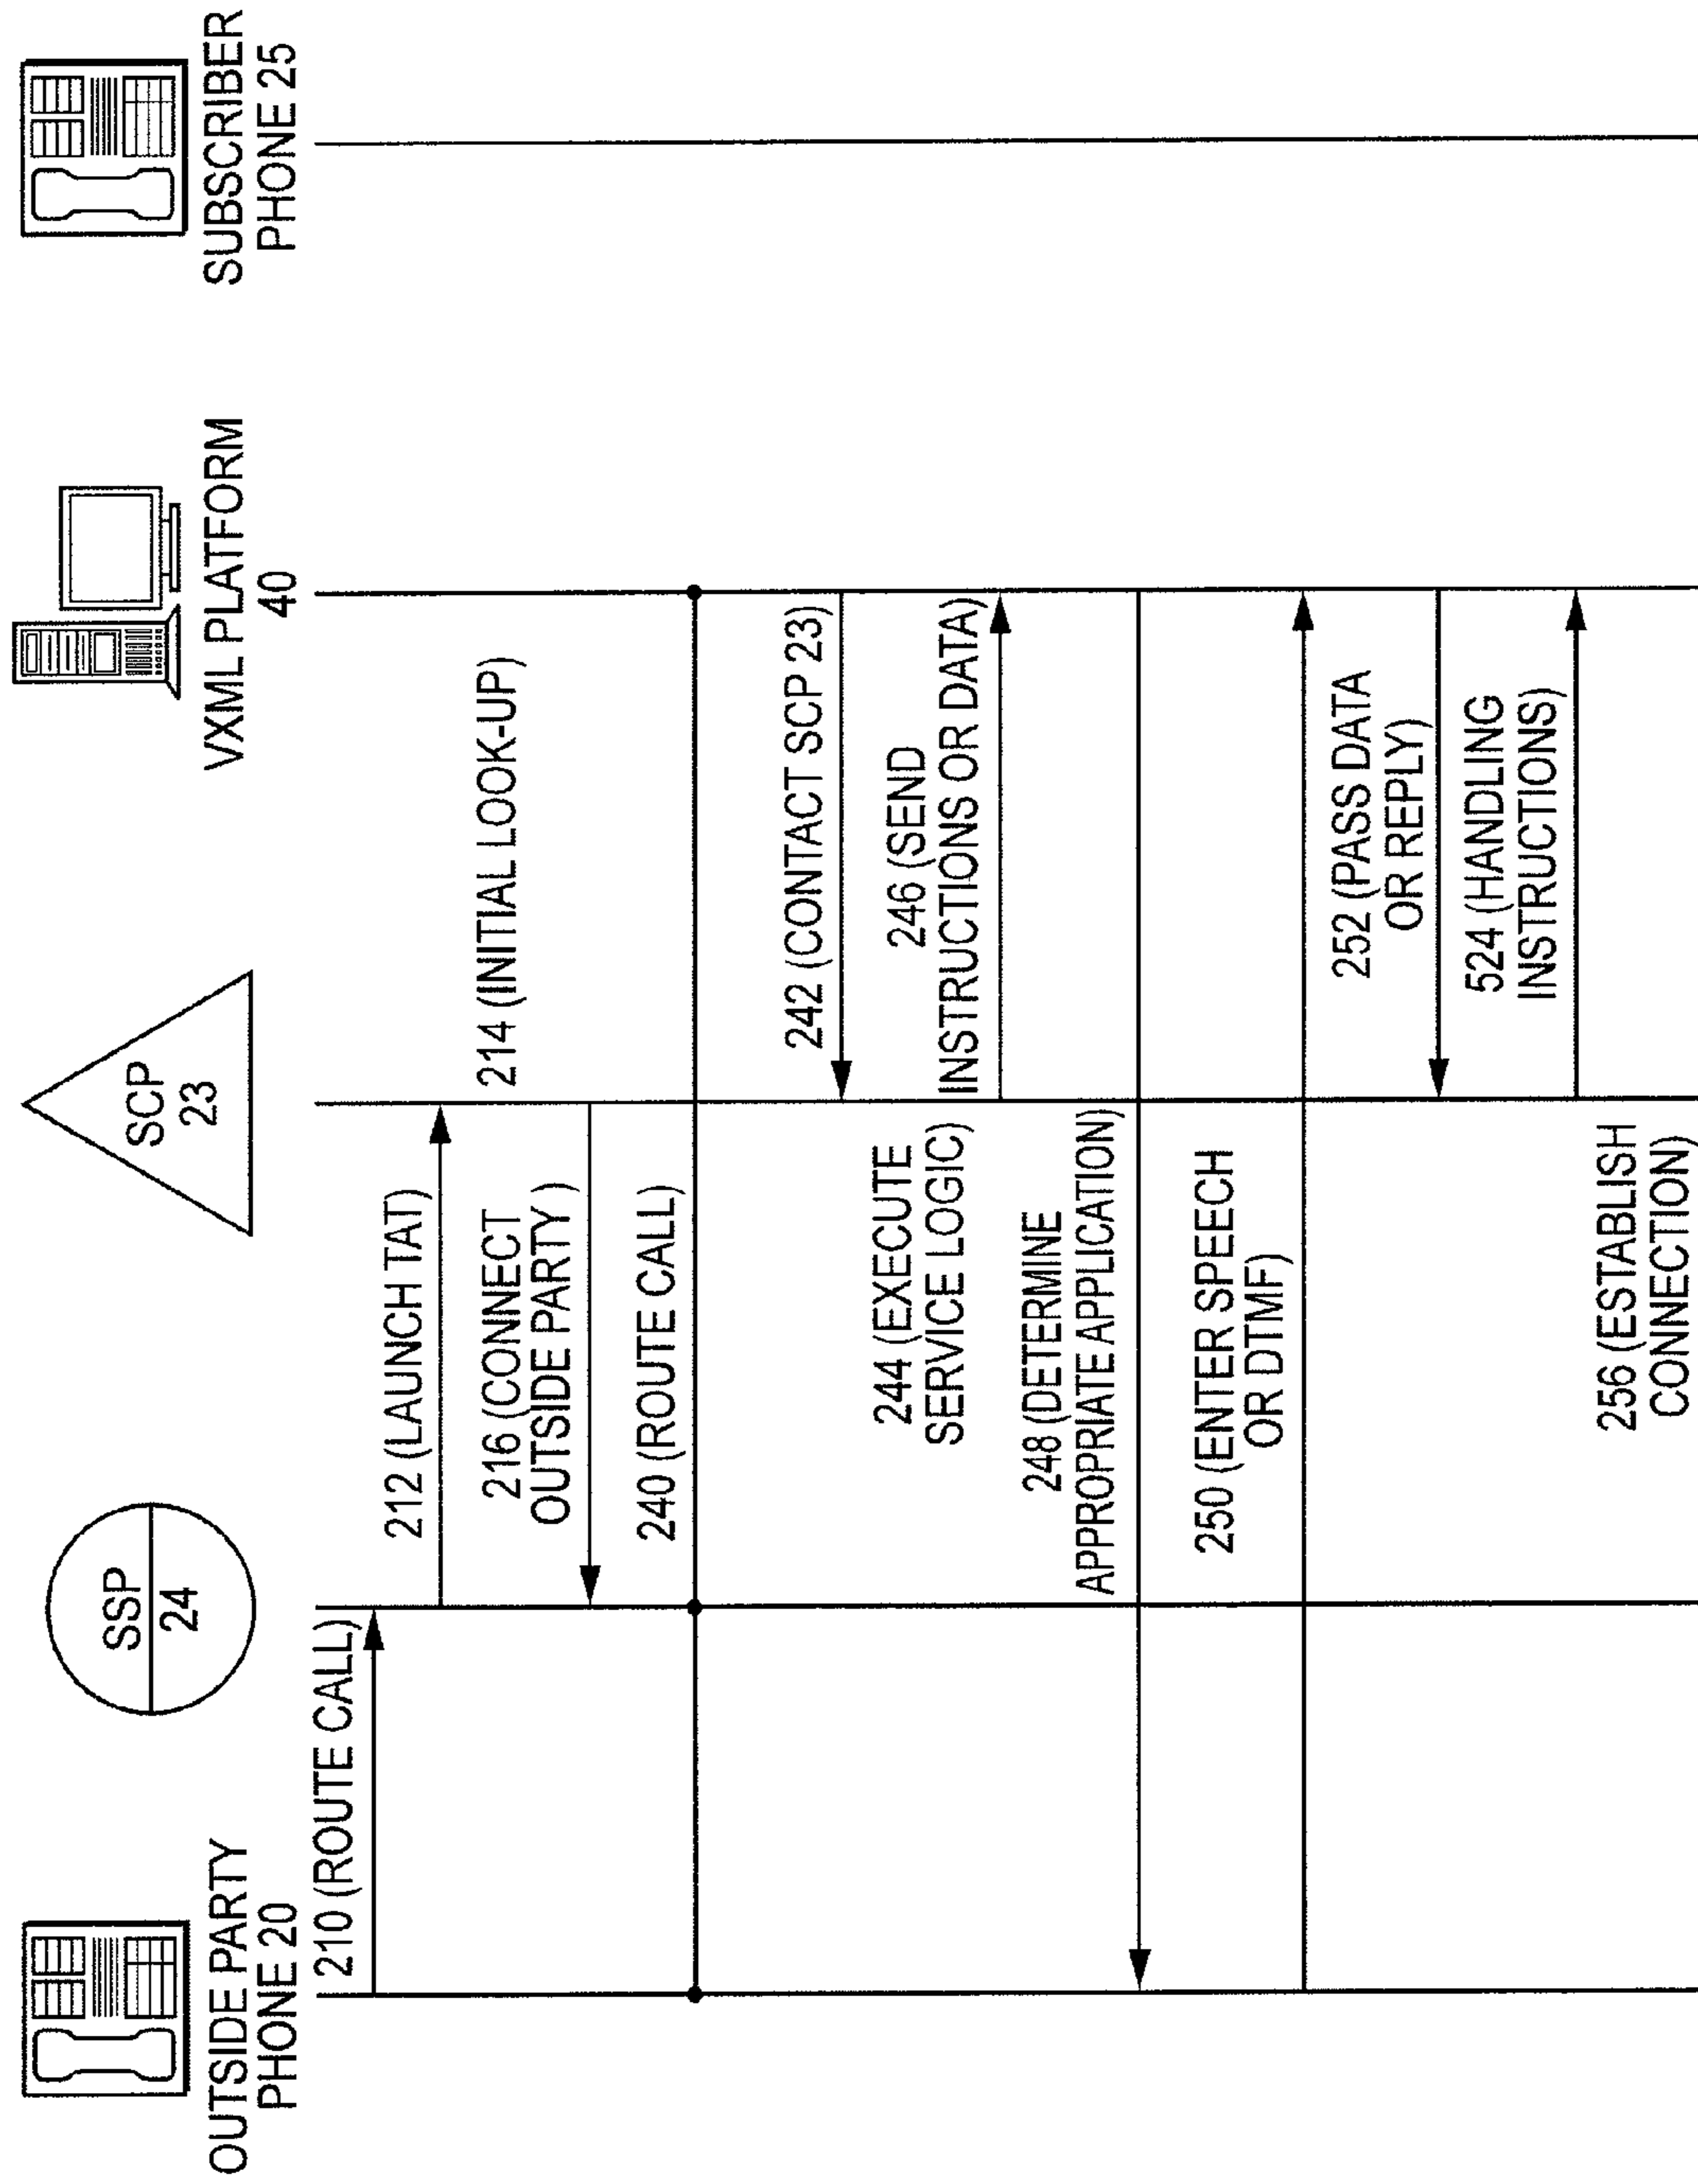 OUTSIDE PARTY
PHONE 20
SSP
24
SCP
23
VXML PLATFORM
40
SUBSCRIBER
PHONE 25
210 (ROUTE CALL)
212 (LAUNCH TAT)
214 (INITIAL LOOK-UP)
216 (CONNECT
OUTSIDE PARTY )
240 (ROUTE CALL)
242 (CONTACT SCP 23)
244 (EXECUTE
SERVICE LOGIC)
246 (SEND
INSTRUCTIONS OR DATA)
248 (DETERMINE
APPROPRIATE APPLICATION)
250 (ENTER SPEECH
OR DTMF)
252 (PASS DATA
OR REPLY)
524 (HANDLING
INSTRUCTIONS)
256 (ESTABLISH
CONNECTION)